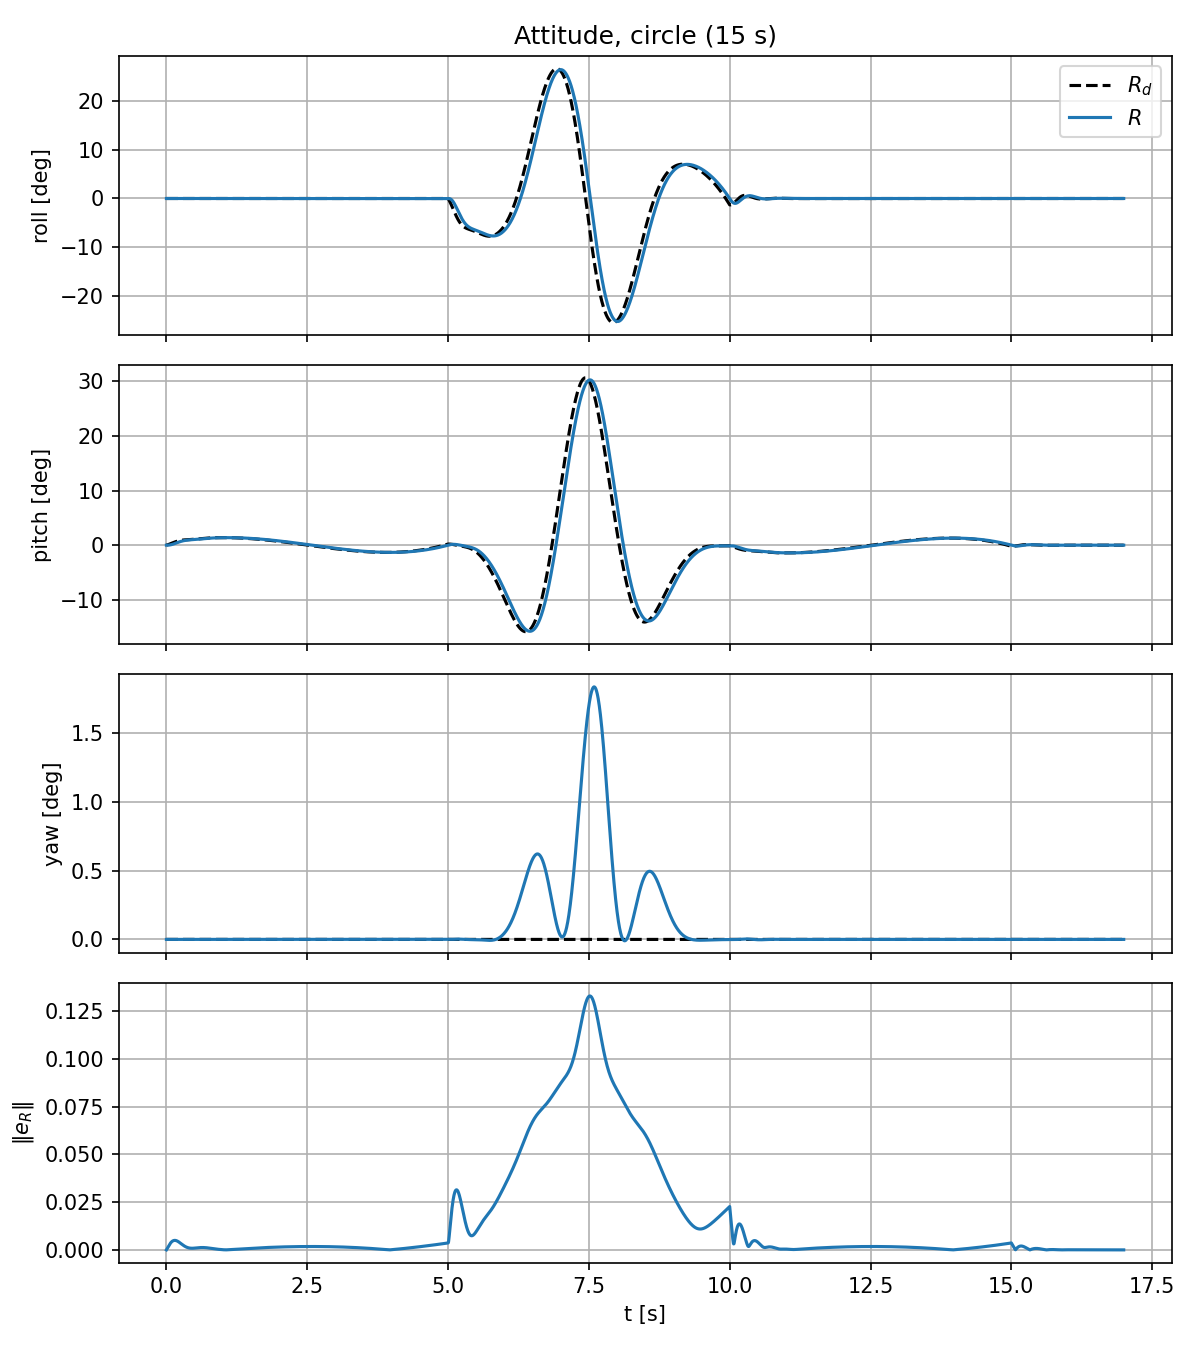 Attitude, circle (15 s)
roll [deg]
20
10
0
−10
−20
R_d
R
pitch [deg]
30
20
10
0
−10
yaw [deg]
1.5
1.0
0.5
0.0
‖e_R‖
0.125
0.100
0.075
0.050
0.025
0.000
0.0 2.5 5.0 7.5 10.0 12.5 15.0 17.5
t [s]